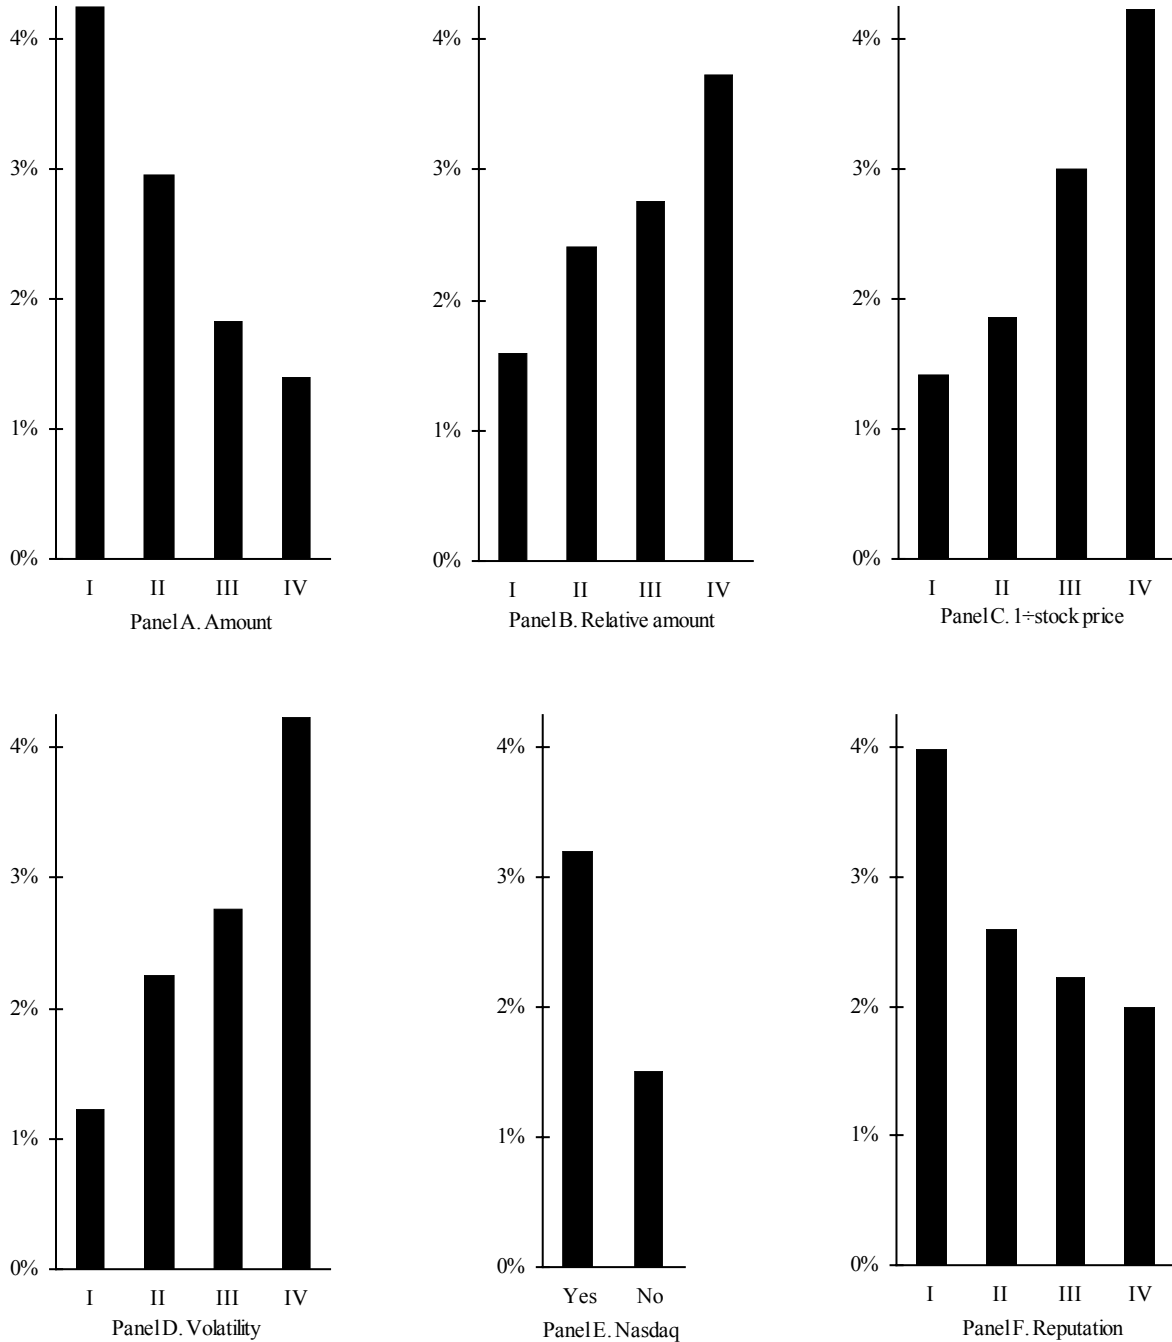 4%
3%
2%
1%
0%
I II III IV
Panel A. Amount
4%
3%
2%
1%
0%
I II III IV
Panel B. Relative amount
4%
3%
2%
1%
0%
I II III IV
Panel C. 1÷stock price
4%
3%
2%
1%
0%
I II III IV
Panel D. Volatility
4%
3%
2%
1%
0%
Yes No
Panel E. Nasdaq
4%
3%
2%
1%
0%
I II III IV
Panel F. Reputation